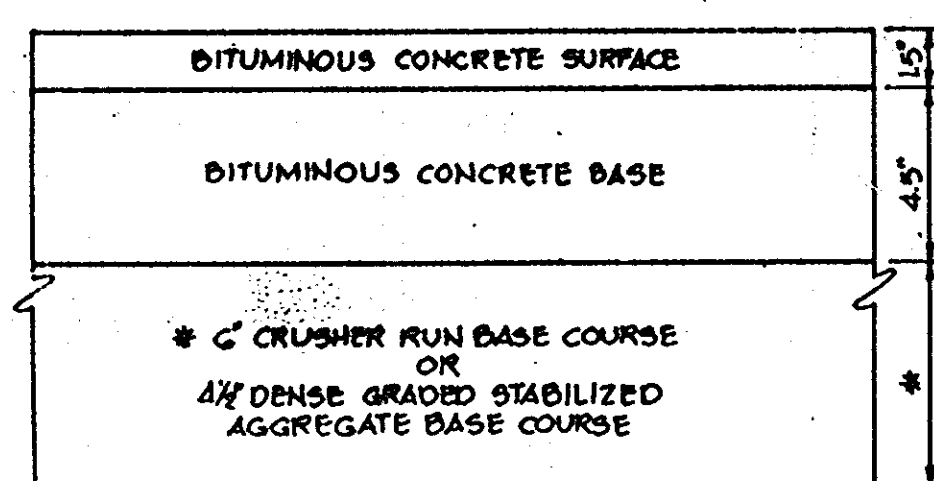 BITUMINOUS CONCRETE SURFACE
1.5"
BITUMINOUS CONCRETE BASE
4.5"
* 6" CRUSHER RUN BASE COURSE
OR
4½" DENSE GRADED STABILIZED
AGGREGATE BASE COURSE
*